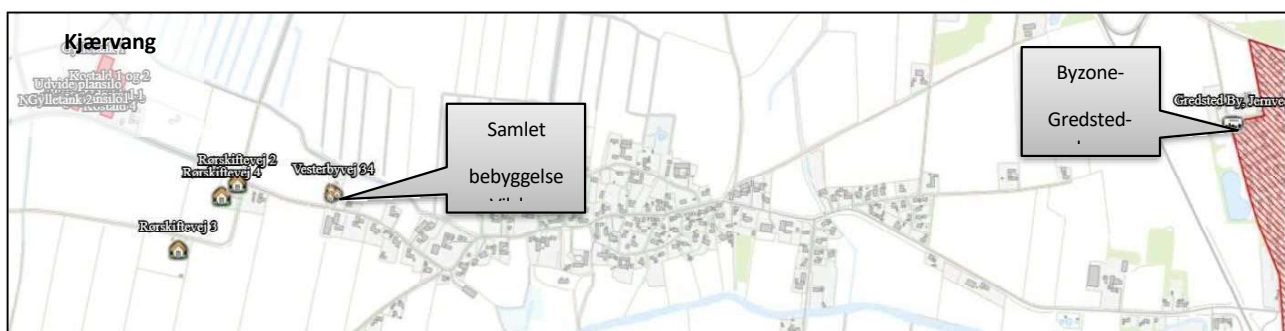 Kjærvang
Kostald 1 og 2
Udvide plansilo
Gylletank 2
Kostald 4
Rørskiftevej 2
Rørskiftevej 4
Rørskiftevej 3
Vesterbyvej 34
Samlet
bebyggelse
Byzone-
Gredsted-
Gredsted By, Jernve